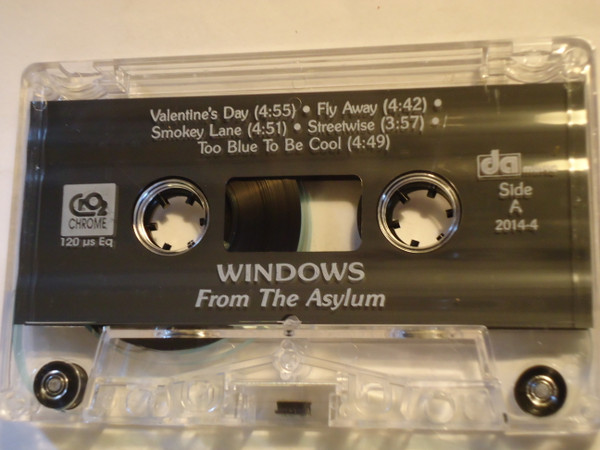 Valentine's Day (4:55) • Fly Away (4:42) •
Smokey Lane (4:51) • Streetwise (3:57) •
Too Blue To Be Cool (4:49)
da music
Side
A
2014-4
CrO2
CHROME
120 µs Eq
WINDOWS
From The Asylum